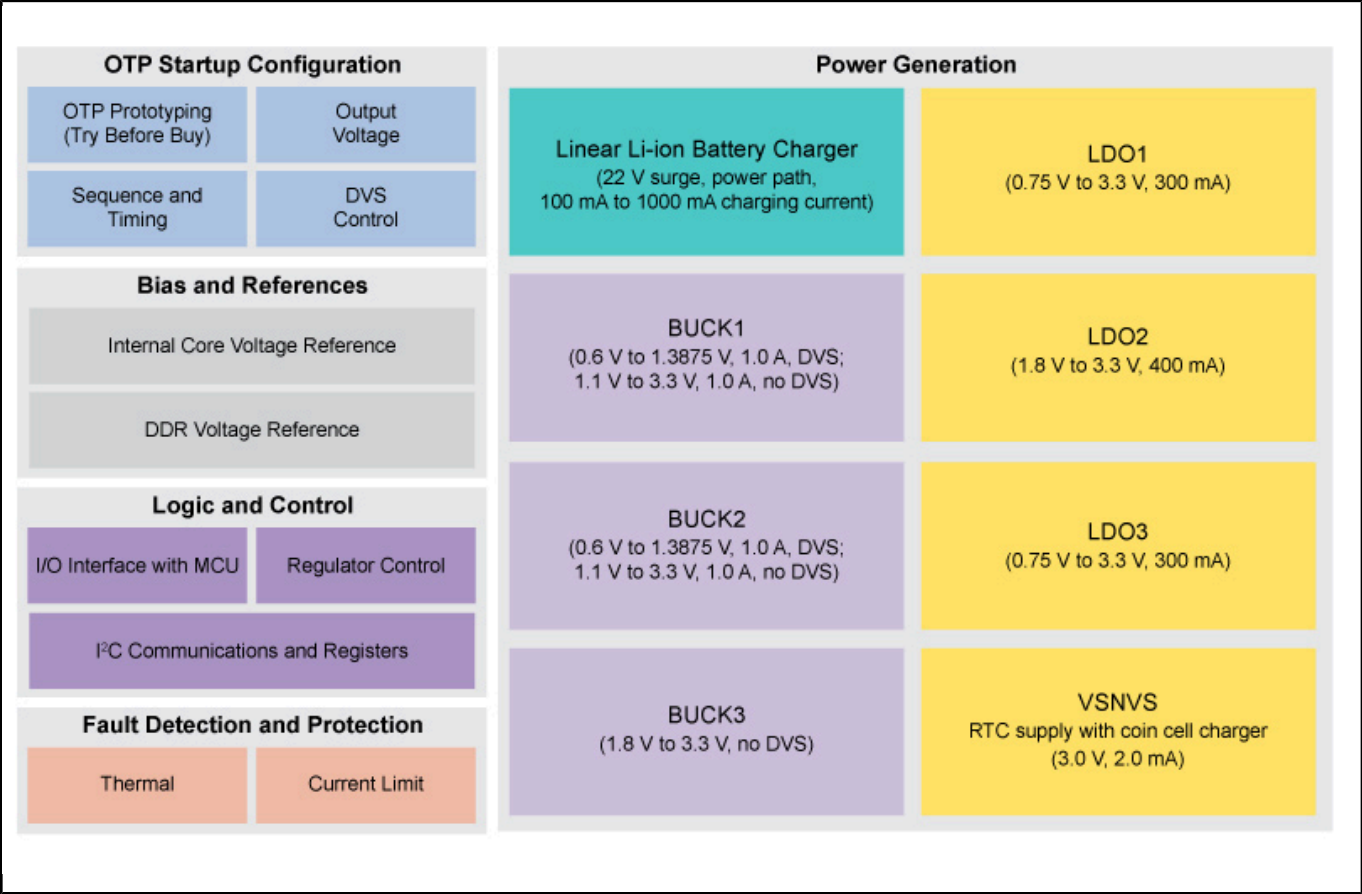 OTP Startup Configuration
OTP Prototyping
(Try Before Buy)
Output
Voltage
Sequence and
Timing
DVS
Control
Bias and References
Internal Core Voltage Reference
DDR Voltage Reference
Logic and Control
I/O Interface with MCU
Regulator Control
I²C Communications and Registers
Fault Detection and Protection
Thermal
Current Limit
Power Generation
Linear Li-ion Battery Charger
(22 V surge, power path,
100 mA to 1000 mA charging current)
LDO1
(0.75 V to 3.3 V, 300 mA)
BUCK1
(0.6 V to 1.3875 V, 1.0 A, DVS;
1.1 V to 3.3 V, 1.0 A, no DVS)
LDO2
(1.8 V to 3.3 V, 400 mA)
BUCK2
(0.6 V to 1.3875 V, 1.0 A, DVS;
1.1 V to 3.3 V, 1.0 A, no DVS)
LDO3
(0.75 V to 3.3 V, 300 mA)
BUCK3
(1.8 V to 3.3 V, no DVS)
VSNVS
RTC supply with coin cell charger
(3.0 V, 2.0 mA)